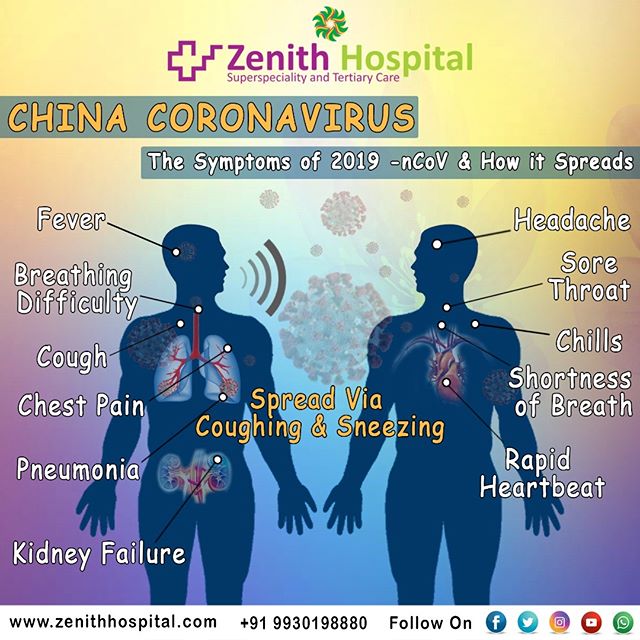 Zenith Hospital
Superspeciality and Tertiary Care
CHINA CORONAVIRUS
The Symptoms of 2019 -nCoV & How it Spreads
Fever
Breathing
Difficulty
Cough
Chest Pain
Pneumonia
Kidney Failure
Spread Via
Coughing & Sneezing
Headache
Sore
Throat
Chills
Shortness
of Breath
Rapid
Heartbeat
www.zenithhospital.com +91 9930198880 Follow On